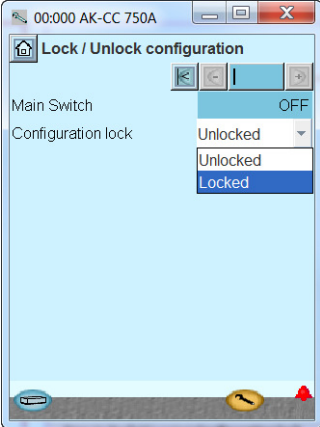 00:000 AK-CC 750A
Lock / Unlock configuration
Main Switch OFF
Configuration lock Unlocked
Unlocked
Locked